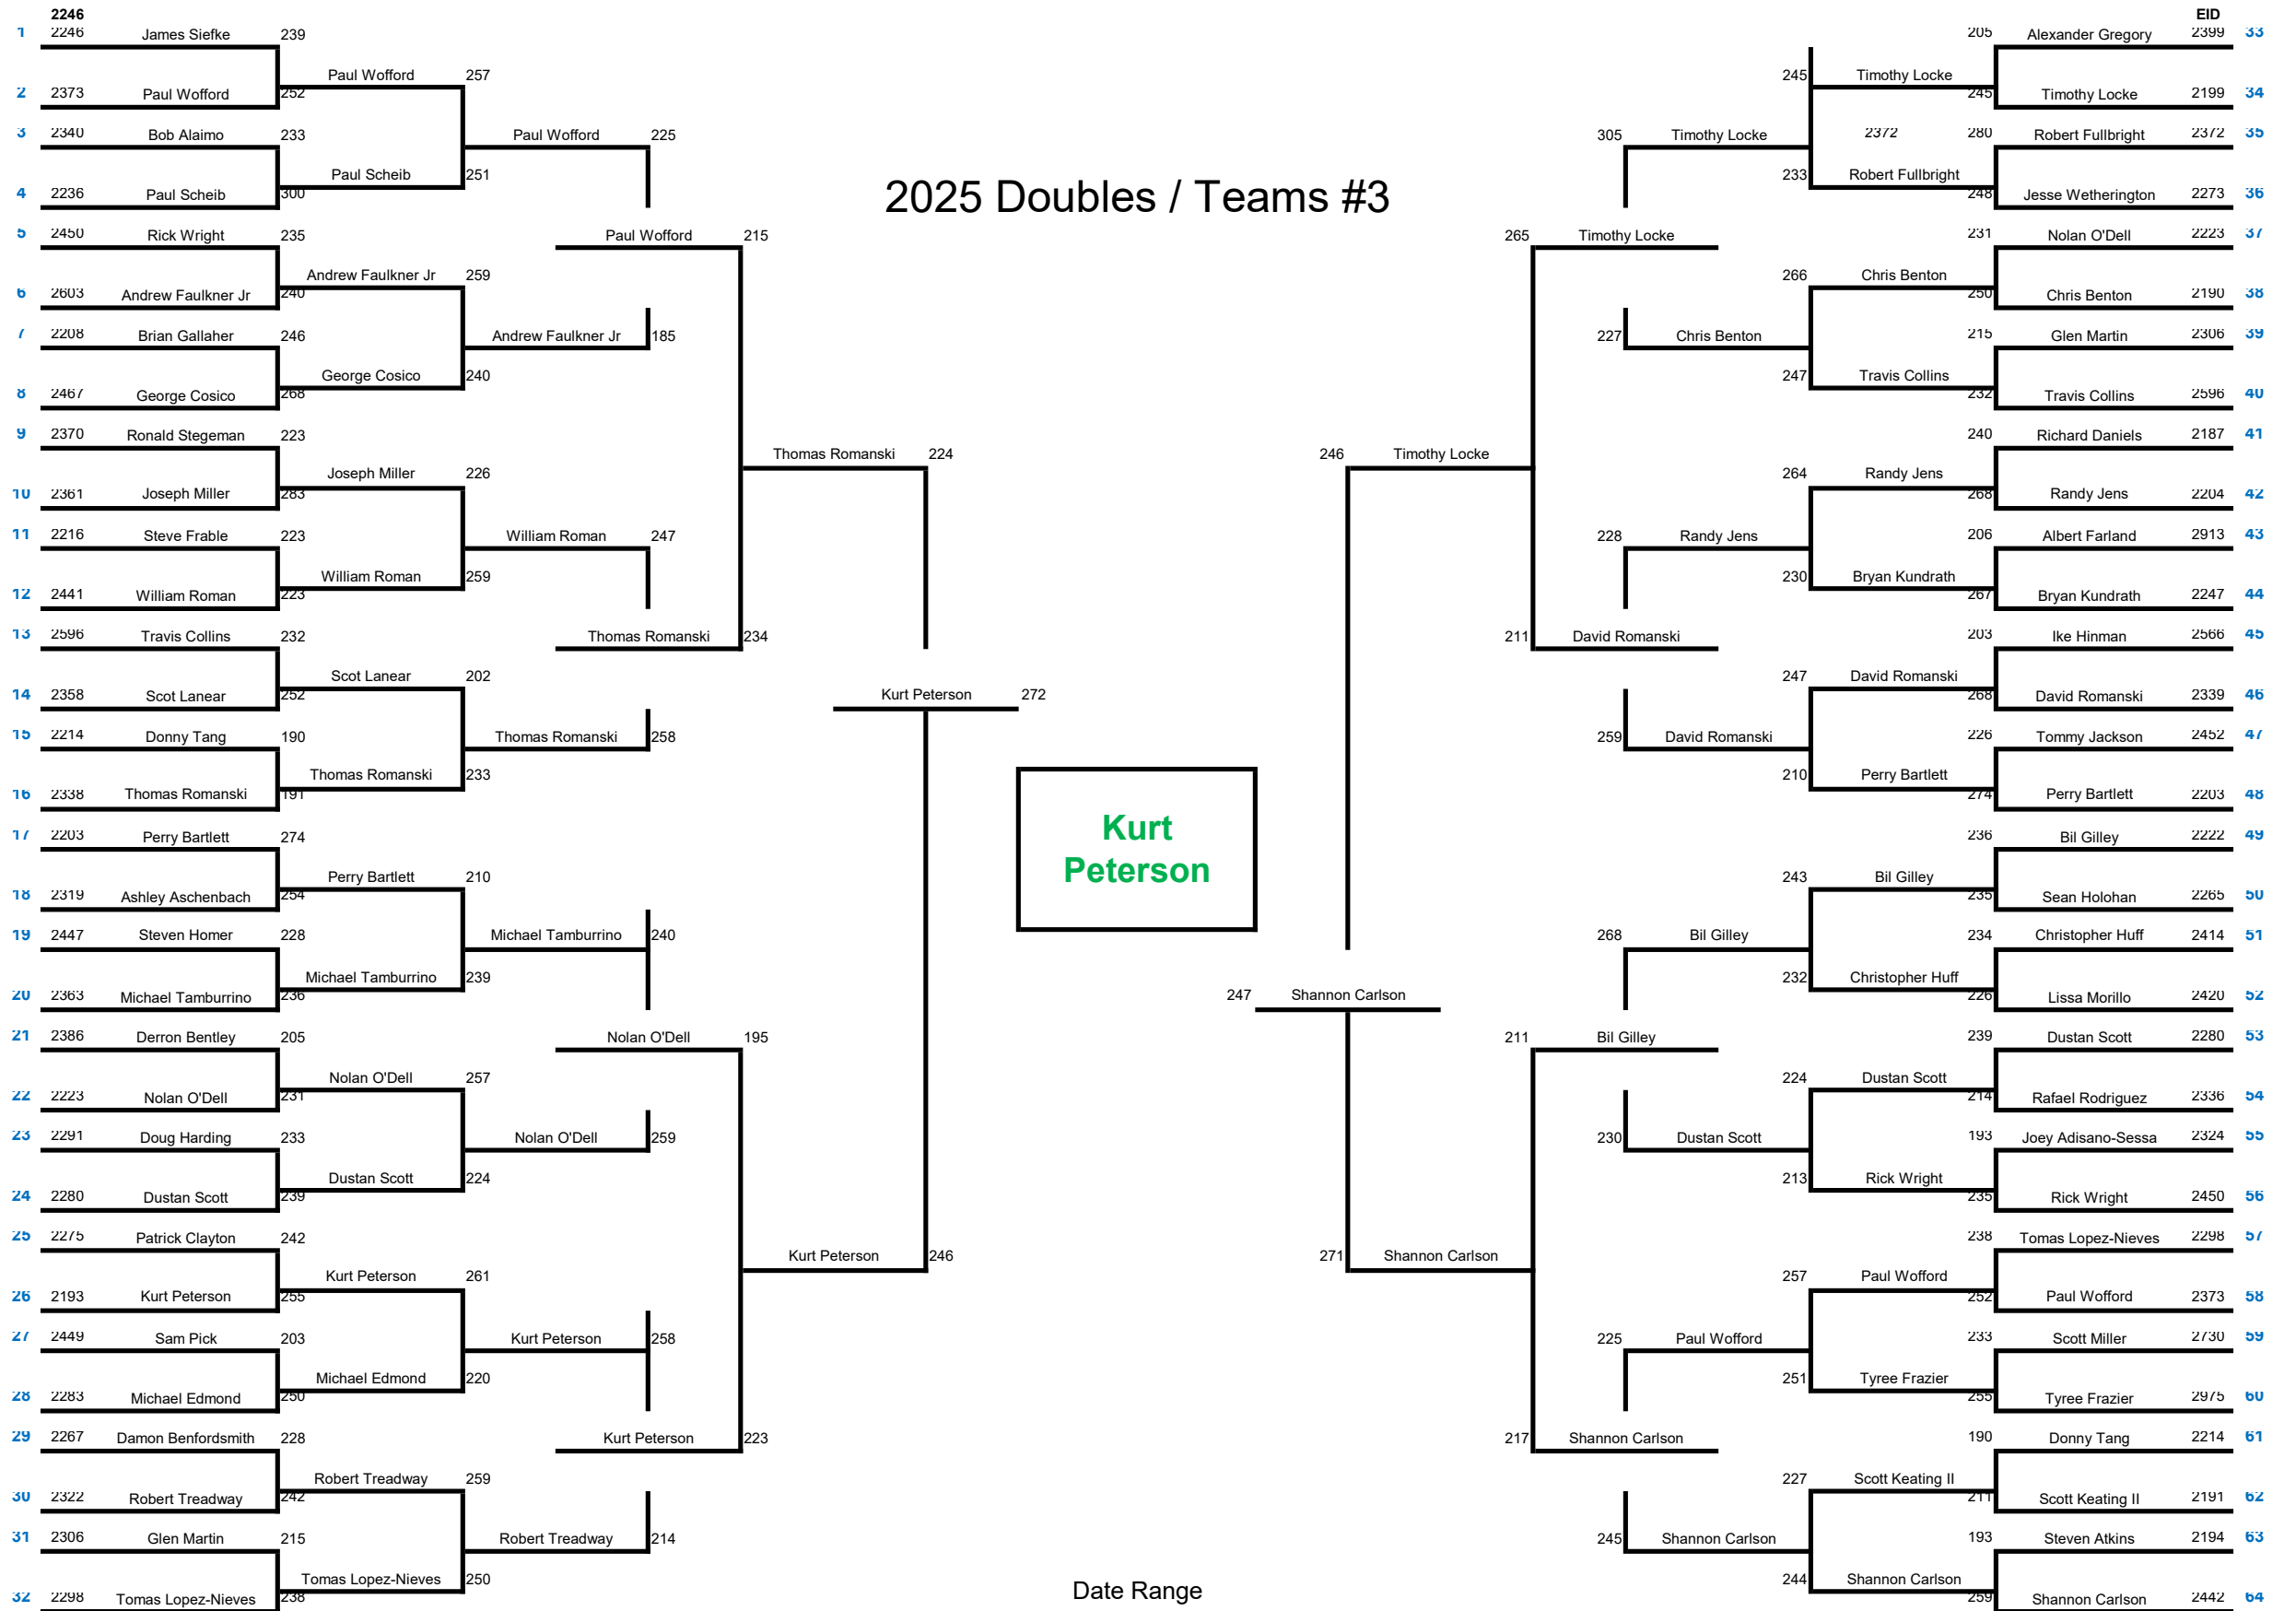 2246 EID
1 2246 James Siefke 239 205 Alexander Gregory 2399 33
Paul Wofford 257 245 Timothy Locke
2 2373 Paul Wofford 252 245 Timothy Locke 2199 34
3 2340 Bob Alaimo 233 Paul Wofford 225 305 Timothy Locke 2372 280 Robert Fullbright 2372 35
Paul Scheib 251 233 Robert Fullbright
4 2236 Paul Scheib 300 248 Jesse Wetherington 2273 36
2025 Doubles / Teams #3
5 2450 Rick Wright 235 Paul Wofford 215 265 Timothy Locke 231 Nolan O'Dell 2223 37
Andrew Faulkner Jr 259 266 Chris Benton
6 2603 Andrew Faulkner Jr 240 250 Chris Benton 2190 38
7 2208 Brian Gallaher 246 Andrew Faulkner Jr 185 227 Chris Benton 215 Glen Martin 2306 39
George Cosico 240 247 Travis Collins
8 2467 George Cosico 268 232 Travis Collins 2596 40
9 2370 Ronald Stegeman 223 240 Richard Daniels 2187 41
Thomas Romanski 224 246 Timothy Locke
Joseph Miller 226 264 Randy Jens
10 2361 Joseph Miller 283 268 Randy Jens 2204 42
11 2216 Steve Frable 223 William Roman 247 228 Randy Jens 206 Albert Farland 2913 43
William Roman 259 230 Bryan Kundrath
12 2441 William Roman 223 267 Bryan Kundrath 2247 44
13 2596 Travis Collins 232 Thomas Romanski 234 211 David Romanski 203 Ike Hinman 2566 45
Scot Lanear 202 247 David Romanski
14 2358 Scot Lanear 252 Kurt Peterson 272 268 David Romanski 2339 46
15 2214 Donny Tang 190 Thomas Romanski 258 259 David Romanski 226 Tommy Jackson 2452 47
Thomas Romanski 233 210 Perry Bartlett
16 2338 Thomas Romanski 191 274 Perry Bartlett 2203 48
Kurt
Peterson
17 2203 Perry Bartlett 274 236 Bil Gilley 2222 49
Perry Bartlett 210 243 Bil Gilley
18 2319 Ashley Aschenbach 254 235 Sean Holohan 2265 50
19 2447 Steven Homer 228 Michael Tamburrino 240 268 Bil Gilley 234 Christopher Huff 2414 51
Michael Tamburrino 239 232 Christopher Huff
20 2363 Michael Tamburrino 236 247 Shannon Carlson 226 Lissa Morillo 2420 52
21 2386 Derron Bentley 205 Nolan O'Dell 195 211 Bil Gilley 239 Dustan Scott 2280 53
Nolan O'Dell 257 224 Dustan Scott
22 2223 Nolan O'Dell 231 214 Rafael Rodriguez 2336 54
23 2291 Doug Harding 233 Nolan O'Dell 259 230 Dustan Scott 193 Joey Adisano-Sessa 2324 55
Dustan Scott 224 213 Rick Wright
24 2280 Dustan Scott 239 235 Rick Wright 2450 56
25 2275 Patrick Clayton 242 238 Tomas Lopez-Nieves 2298 57
Kurt Peterson 246 271 Shannon Carlson
Kurt Peterson 261 257 Paul Wofford
26 2193 Kurt Peterson 255 252 Paul Wofford 2373 58
27 2449 Sam Pick 203 Kurt Peterson 258 225 Paul Wofford 233 Scott Miller 2730 59
Michael Edmond 220 251 Tyree Frazier
28 2283 Michael Edmond 250 255 Tyree Frazier 2975 60
29 2267 Damon Benfordsmith 228 Kurt Peterson 223 217 Shannon Carlson 190 Donny Tang 2214 61
Robert Treadway 259 227 Scott Keating II
30 2322 Robert Treadway 242 211 Scott Keating II 2191 62
31 2306 Glen Martin 215 Robert Treadway 214 245 Shannon Carlson 193 Steven Atkins 2194 63
Tomas Lopez-Nieves 250 244 Shannon Carlson
Date Range
32 2298 Tomas Lopez-Nieves 238 259 Shannon Carlson 2442 64